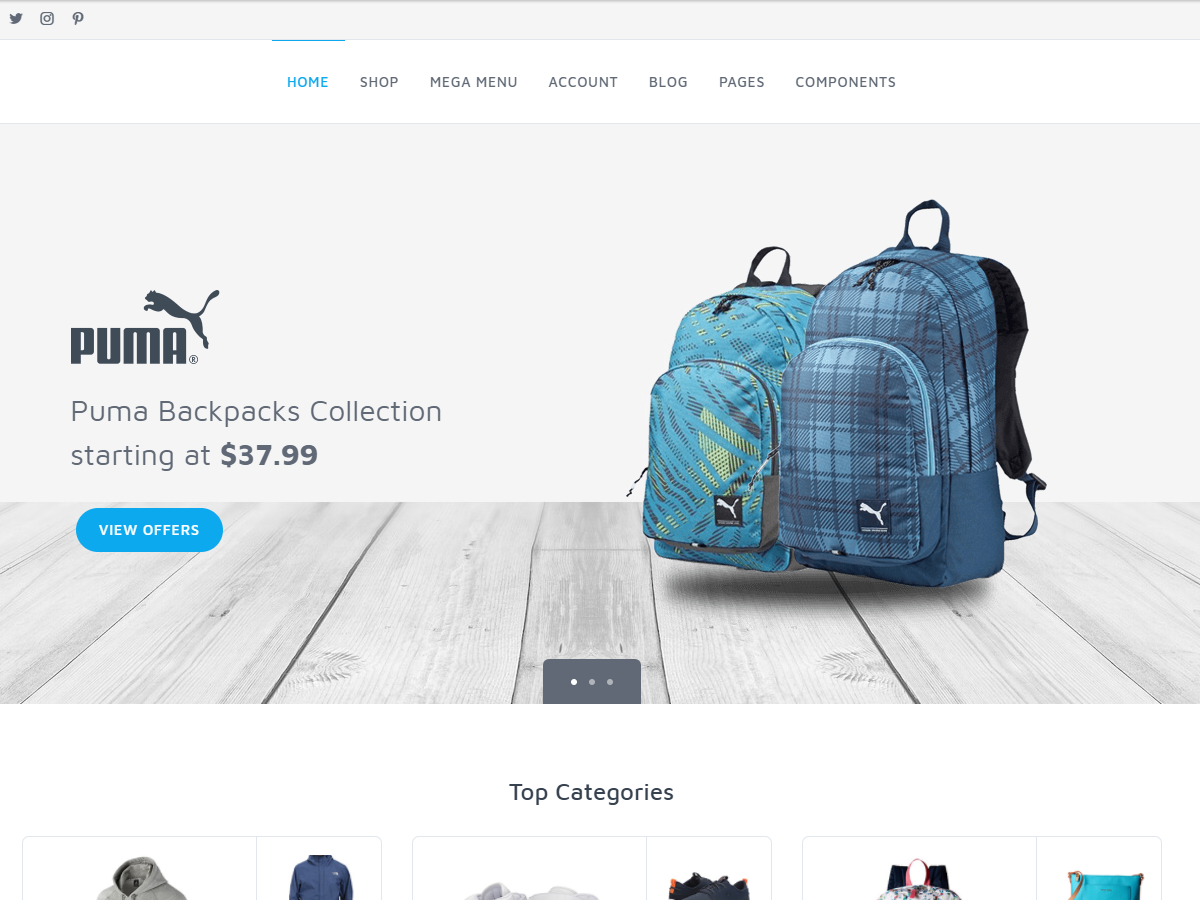 HOME SHOP MEGA MENU ACCOUNT BLOG PAGES COMPONENTS
PUMA®
Puma Backpacks Collection
starting at $37.99
VIEW OFFERS
Top Categories